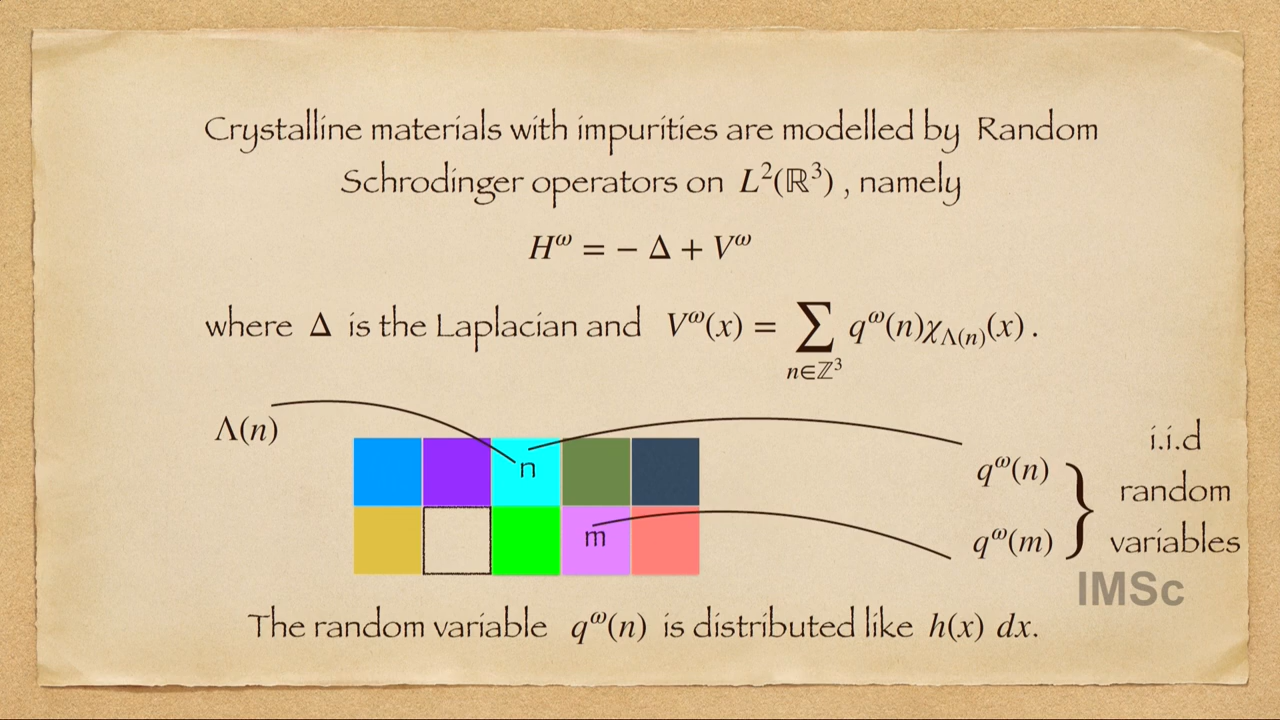 Crystalline materials with impurities are modelled by Random
Schrodinger operators on L²(ℝ³) , namely
H^ω = − Δ + V^ω
where Δ is the Laplacian and V^ω(x) = ∑_{n∈ℤ³} q^ω(n)χ_{Λ(n)}(x) .
Λ(n)
n
m
q^ω(n)
q^ω(m)
i.i.d
random
variables
IMSc
The random variable q^ω(n) is distributed like h(x) dx.